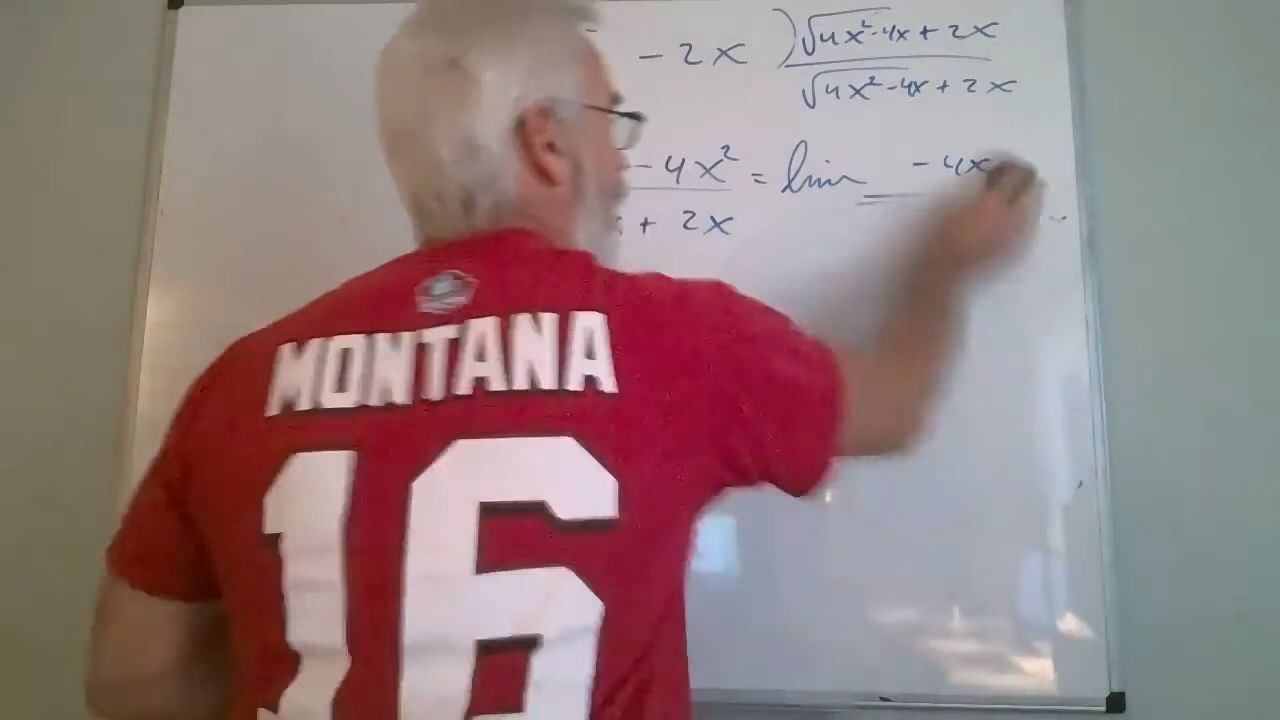 - 2x ) √4x²-4x + 2x
√4x²-4x + 2x
- 4x² = lim - 4x
+ 2x
MONTANA
16